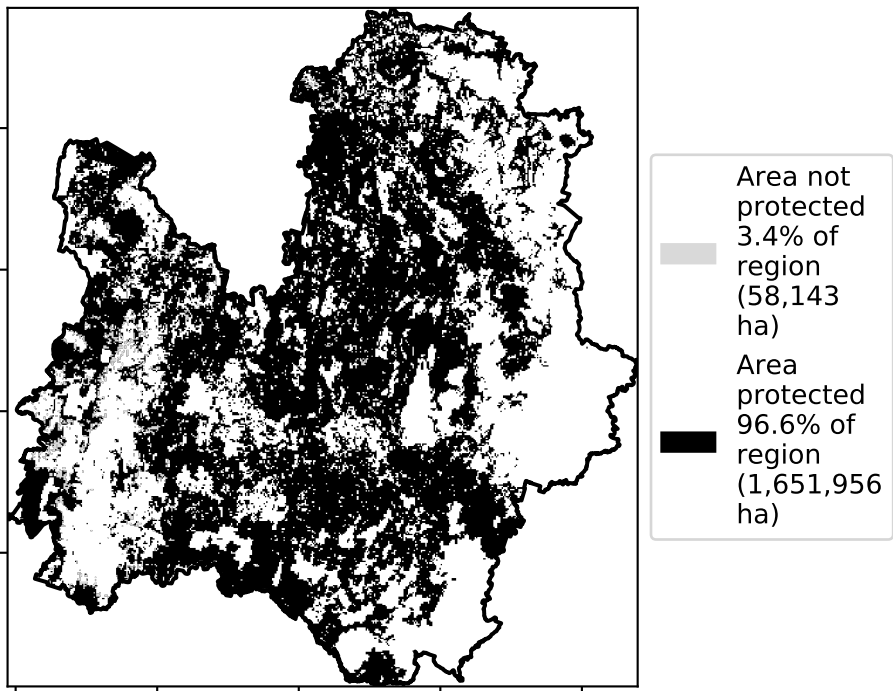 Area not
protected
3.4% of
region
(58,143
ha)
Area
protected
96.6% of
region
(1,651,956
ha)